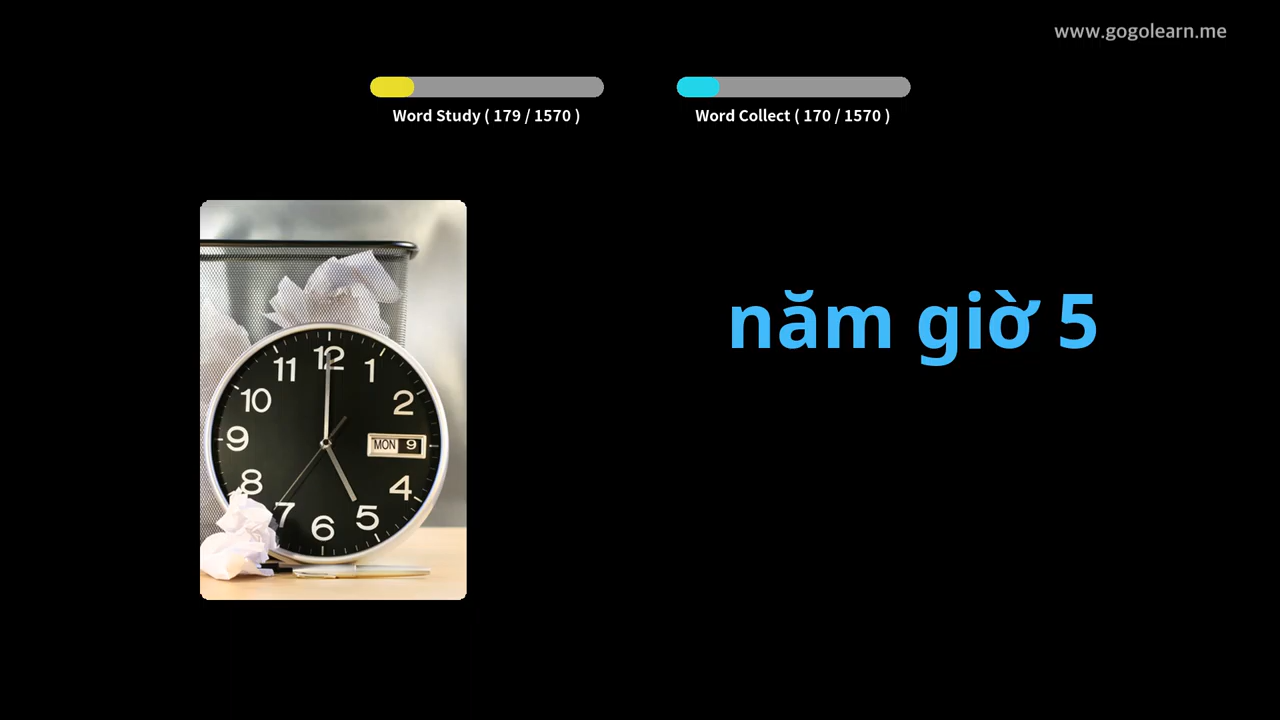 www.gogolearn.me
Word Study ( 179 / 1570 )
Word Collect ( 170 / 1570 )
năm giờ 5
12
11
1
10
2
9
MON 9
8
4
7
5
6